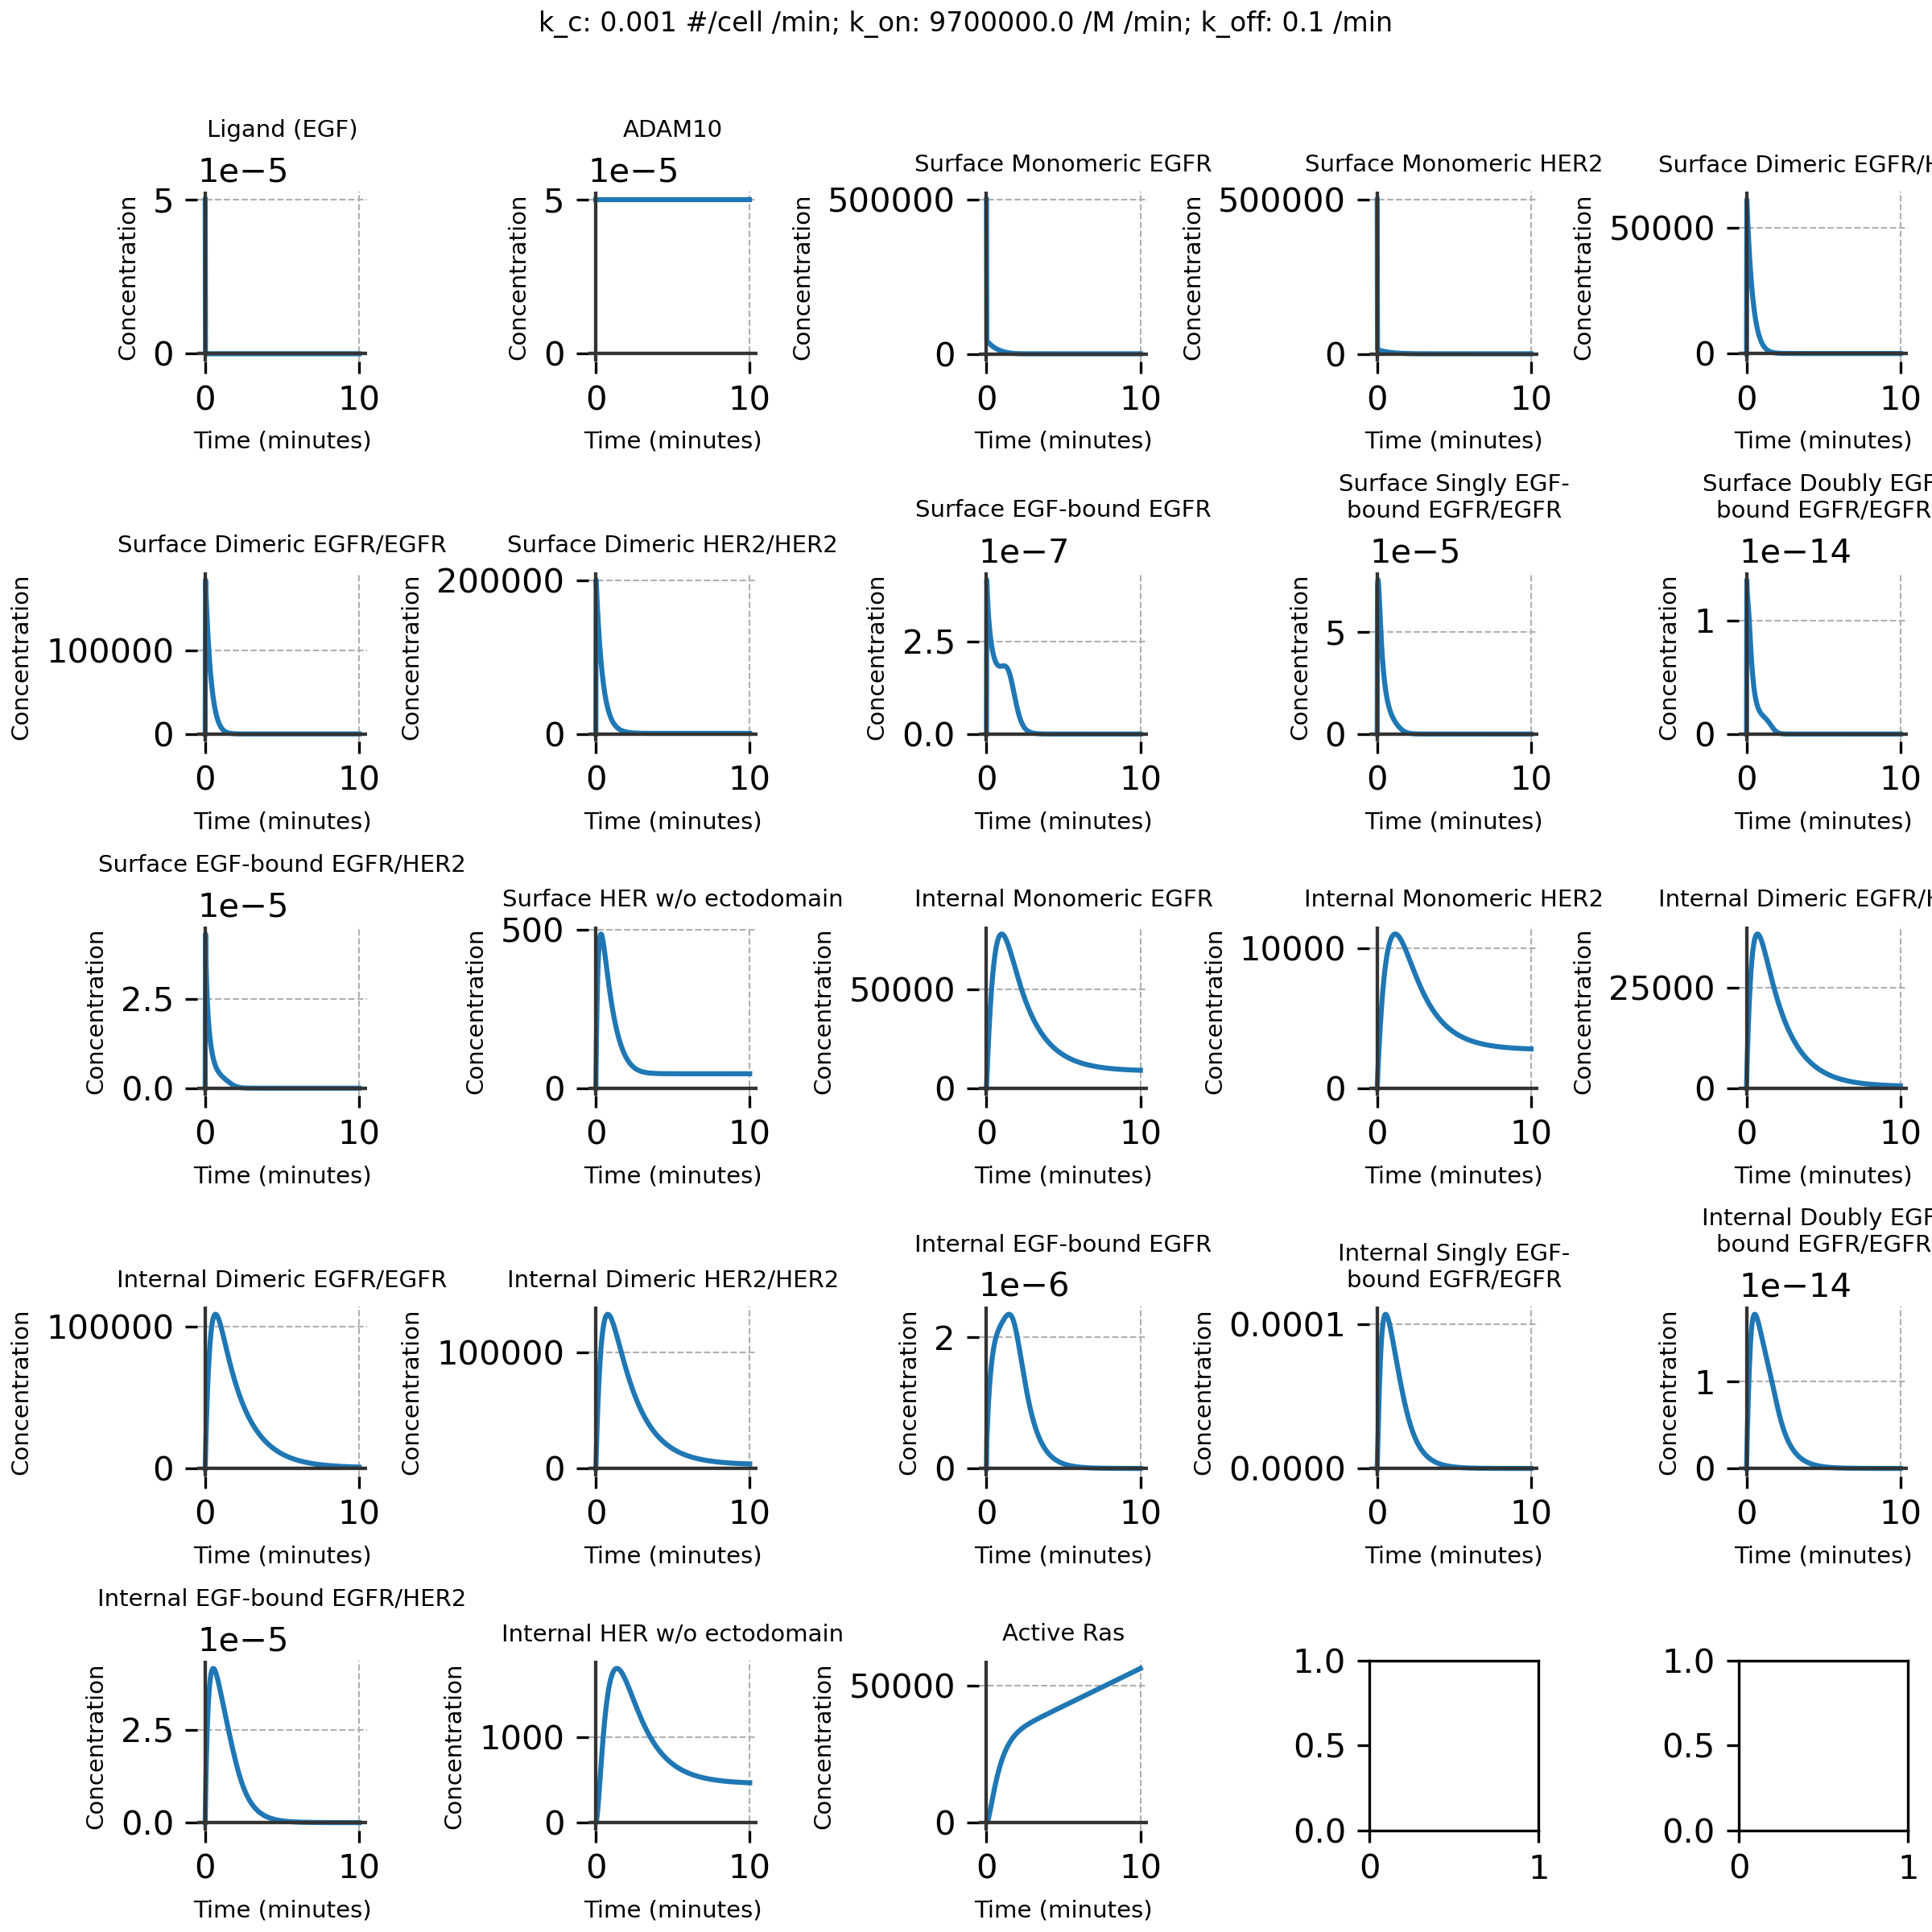 k_c: 0.001 #/cell /min; k_on: 9700000.0 /M /min; k_off: 0.1 /min
Ligand (EGF)
1e−5
Concentration
5
0
0 10
Time (minutes)
ADAM10
1e−5
Concentration
5
0
0 10
Time (minutes)
Surface Monomeric EGFR
Concentration
500000
0
0 10
Time (minutes)
Surface Monomeric HER2
Concentration
500000
0
0 10
Time (minutes)
Surface Dimeric EGFR/H
Concentration
50000
0
0 10
Time (minutes)
Surface Dimeric EGFR/EGFR
Concentration
100000
0
0 10
Time (minutes)
Surface Dimeric HER2/HER2
Concentration
200000
0
0 10
Time (minutes)
Surface EGF-bound EGFR
1e−7
Concentration
2.5
0.0
0 10
Time (minutes)
Surface Singly EGF-
bound EGFR/EGFR
1e−5
Concentration
5
0
0 10
Time (minutes)
Surface Doubly EGF
bound EGFR/EGFR
1e−14
Concentration
1
0
0 10
Time (minutes)
Surface EGF-bound EGFR/HER2
1e−5
Concentration
2.5
0.0
0 10
Time (minutes)
Surface HER w/o ectodomain
Concentration
500
0
0 10
Time (minutes)
Internal Monomeric EGFR
Concentration
50000
0
0 10
Time (minutes)
Internal Monomeric HER2
Concentration
10000
0
0 10
Time (minutes)
Internal Dimeric EGFR/H
Concentration
25000
0
0 10
Time (minutes)
Internal Dimeric EGFR/EGFR
Concentration
100000
0
0 10
Time (minutes)
Internal Dimeric HER2/HER2
Concentration
100000
0
0 10
Time (minutes)
Internal EGF-bound EGFR
1e−6
Concentration
2
0
0 10
Time (minutes)
Internal Singly EGF-
bound EGFR/EGFR
Concentration
0.0001
0.0000
0 10
Time (minutes)
Internal Doubly EGF
bound EGFR/EGFR
1e−14
Concentration
1
0
0 10
Time (minutes)
Internal EGF-bound EGFR/HER2
1e−5
Concentration
2.5
0.0
0 10
Time (minutes)
Internal HER w/o ectodomain
Concentration
1000
0
0 10
Time (minutes)
Active Ras
Concentration
50000
0
0 10
Time (minutes)
1.0
0.5
0.0
0 1
1.0
0.5
0.0
0 1